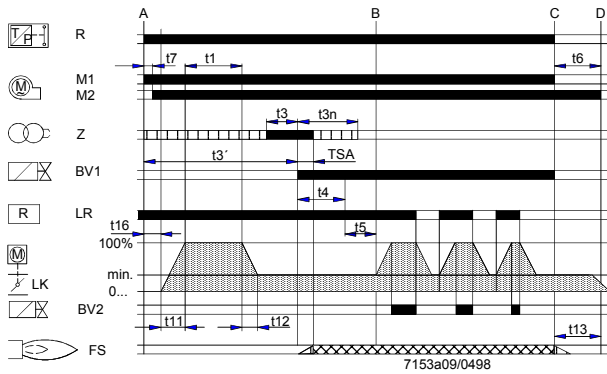 A B C D
T P R
t7 t1 t6
M M1
M2
t3 t3n
Z
t3´ TSA
BV1
t4
R LR
t16 t5
100%
M
min.
LK
0...
BV2
t11 t12 t13
FS
7153a09/0498